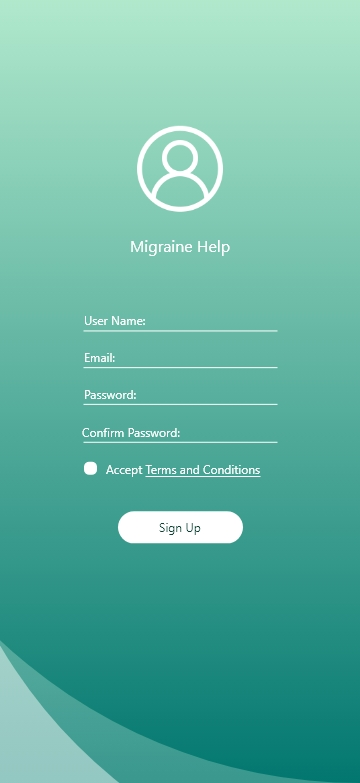 Migraine Help
User Name:
Email:
Password:
Confirm Password:
Accept Terms and Conditions
Sign Up